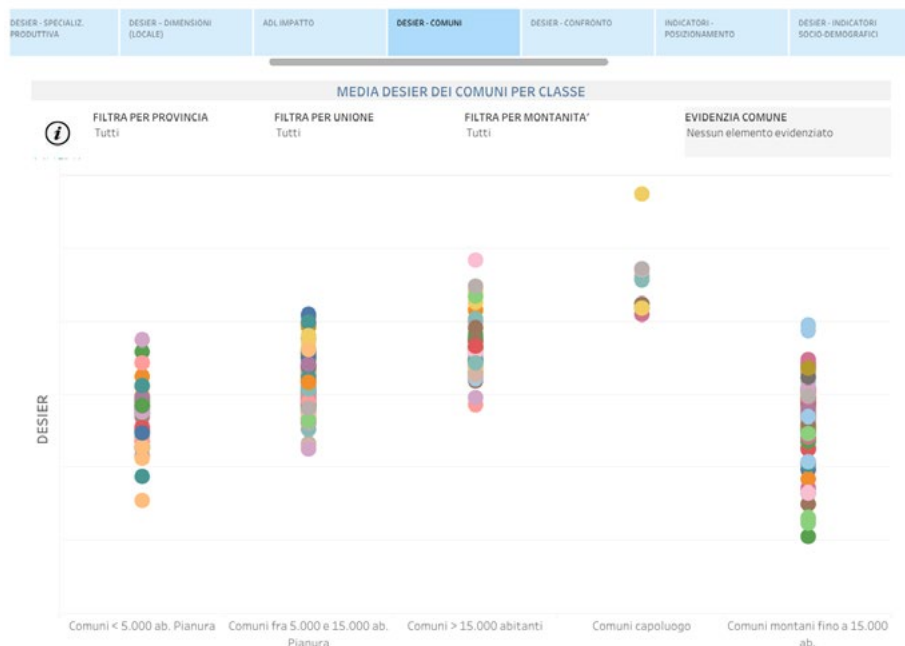 DESIER - SPECIALIZ. PRODUTTIVA
DESIER - DIMENSIONI (LOCALE)
ADL IMPATTO
DESIER - COMUNI
DESIER - CONFRONTO
INDICATORI - POSIZIONAMENTO
DESIER - INDICATORI SOCIO-DEMOGRAFICI
MEDIA DESIER DEI COMUNI PER CLASSE
FILTRA PER PROVINCIA
Tutti
FILTRA PER UNIONE
Tutti
FILTRA PER MONTANITA'
Tutti
EVIDENZIA COMUNE
Nessun elemento evidenziato
i
DESIER
Comuni < 5.000 ab. Pianura
Comuni fra 5.000 e 15.000 ab.
Pianura
Comuni > 15.000 abitanti
Comuni capoluogo
Comuni montani fino a 15.000
ab.